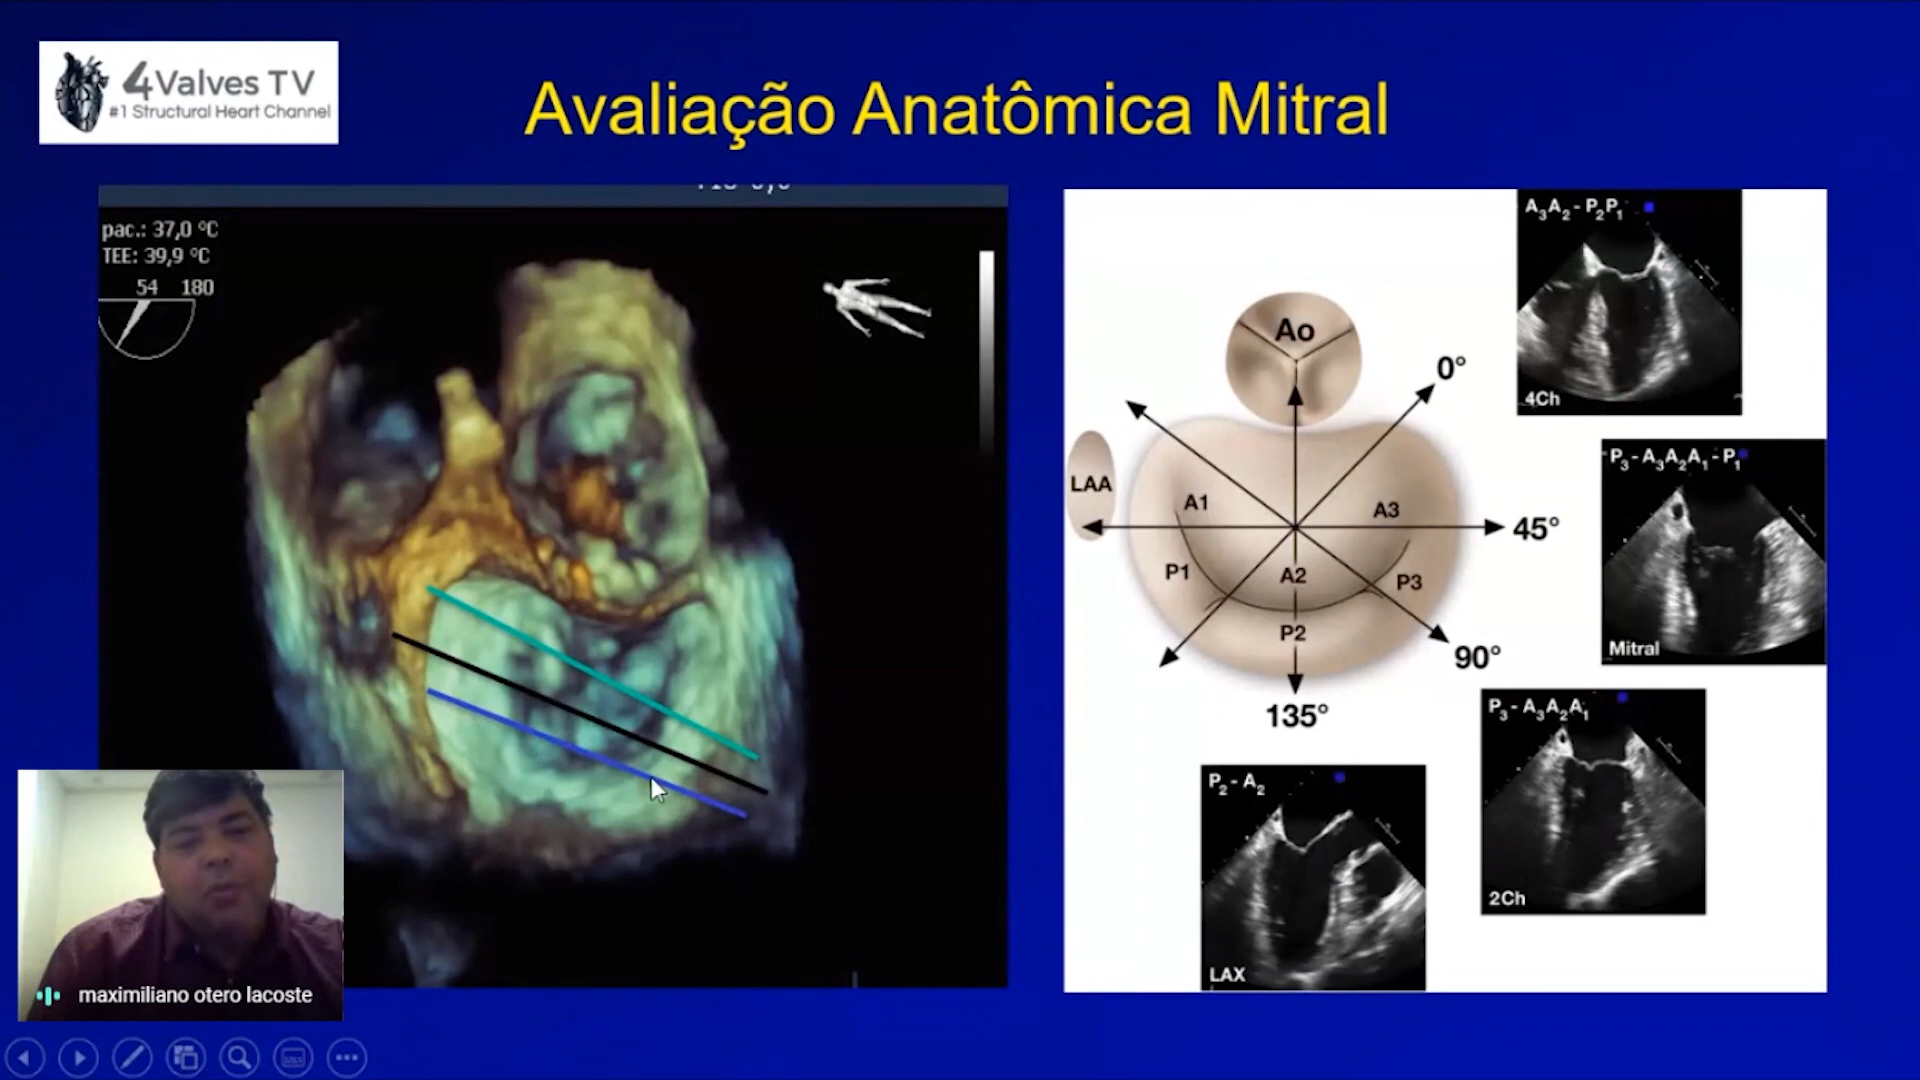 4Valves TV
#1 Structural Heart Channel
Avaliação Anatômica Mitral
pac.: 37,0 ºC
TEE: 39,9 ºC
54 180
A3A2 - P2P1
4Ch
Ao
0°
LAA
A1
A3
45°
P1
A2
P3
P2
90°
135°
P3 - A3A2A1 - P1
Mitral
P3 - A3A2A1
2Ch
P2 - A2
LAX
maximiliano otero lacoste